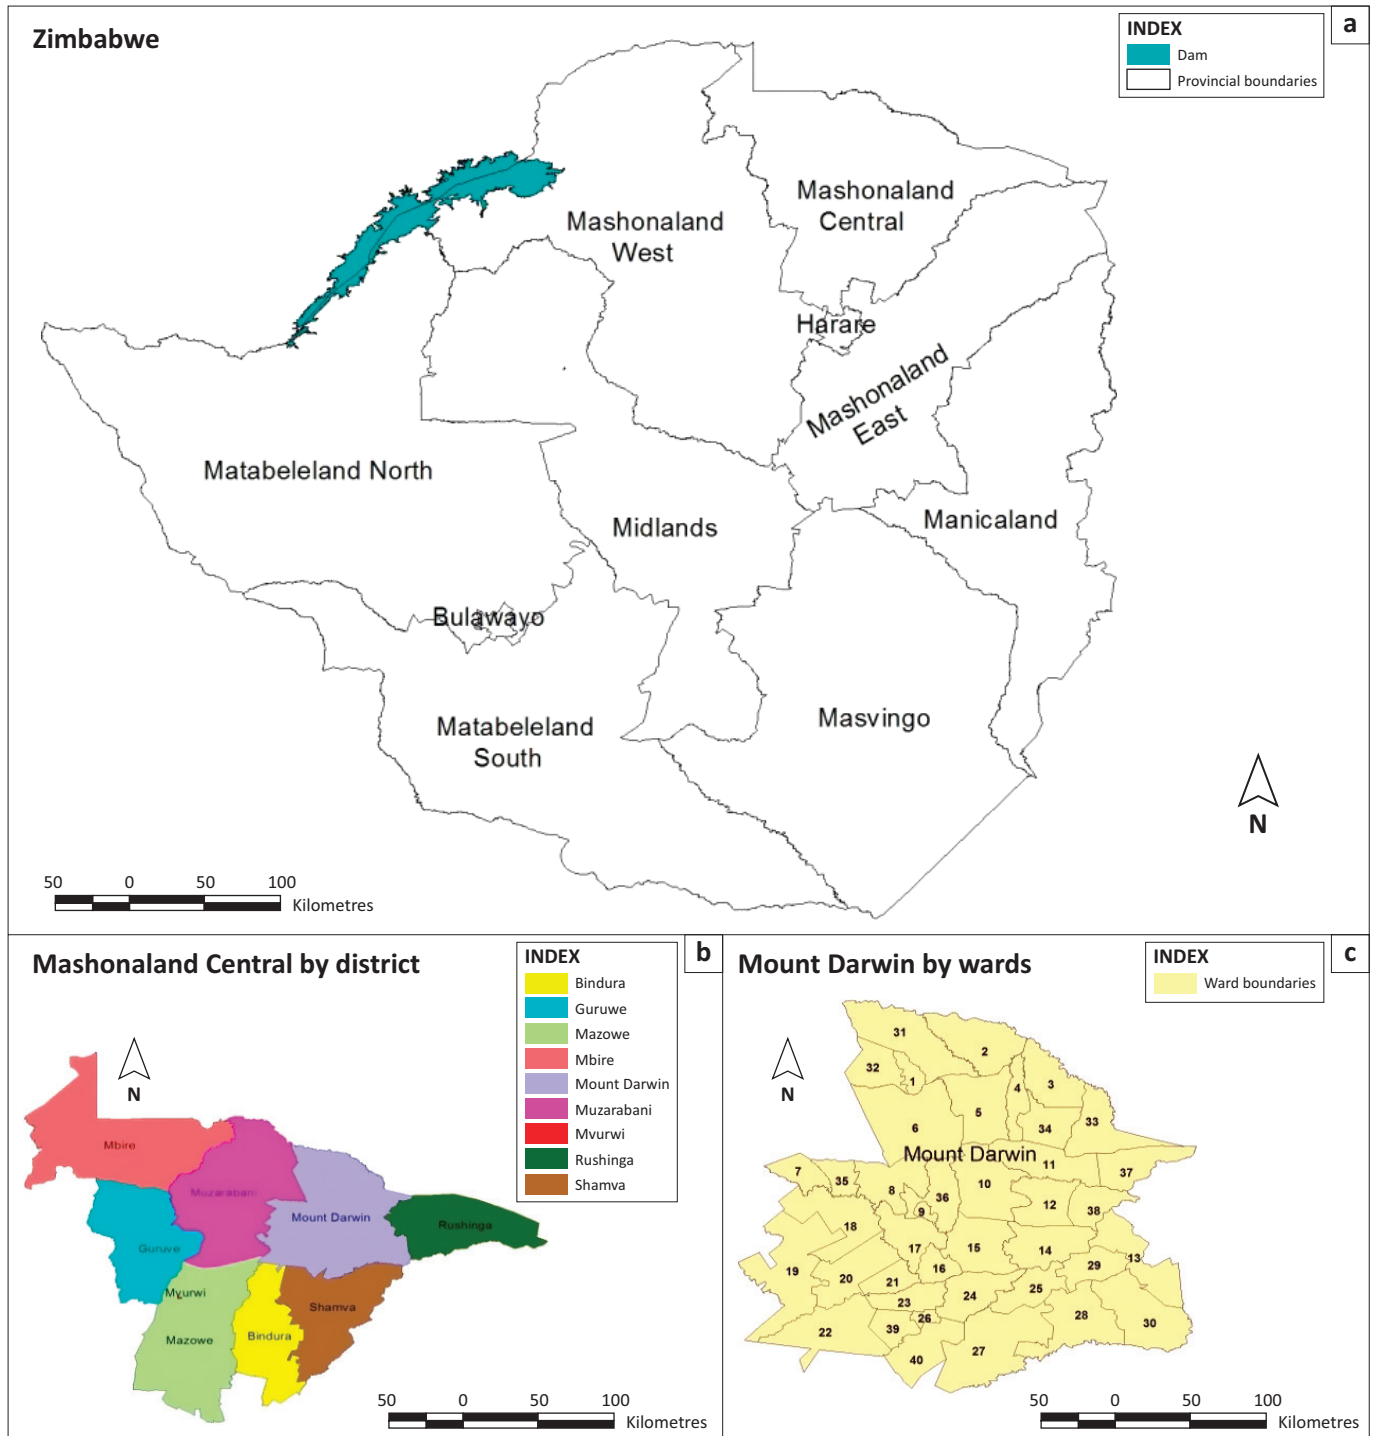 Zimbabwe
INDEX
Dam
Provincial boundaries
a
Mashonaland
Central
Mashonaland
West
Harare
Mashonaland
East
Matabeleland North
Midlands
Manicaland
Bulawayo
Matabeleland
South
Masvingo
N
50 0 50 100
Kilometres
Mashonaland Central by district
INDEX
Bindura
Guruwe
Mazowe
Mbire
Mount Darwin
Muzarabani
Mvurwi
Rushinga
Shamva
b
N
Mbire
Muzarabani
Mount Darwin
Rushinga
Guruve
Mvurwi
Shamva
Mazowe
Bindura
50 0 50 100
Kilometres
Mount Darwin by wards
INDEX
Ward boundaries
c
N
31
2
32
1
4
3
5
33
6
34
Mount Darwin
7
11
37
35
8
36
10
9
12
38
18
17
15
14
13
19
16
29
20
21
25
23
24
26
28
22
39
30
40
27
50 0 50 100
Kilometres